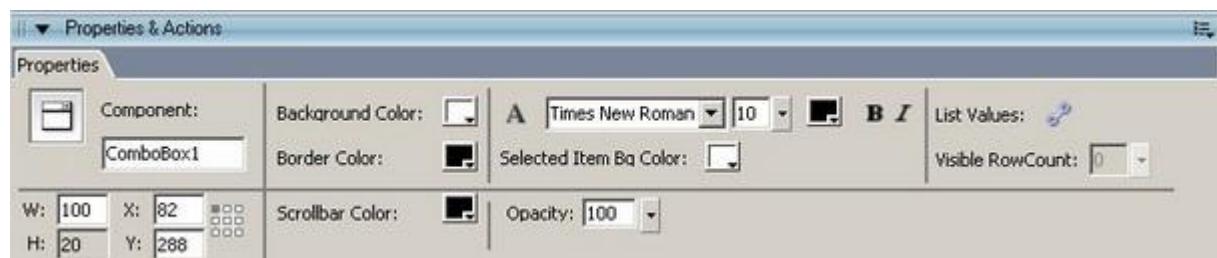 Properties & Actions
Properties
Component: Background Color: A Times New Roman 10 B I List Values:
ComboBox1 Border Color: Selected Item Bg Color: Visible RowCount: 0
W: 100 X: 82 Scrollbar Color: Opacity: 100
H: 20 Y: 288